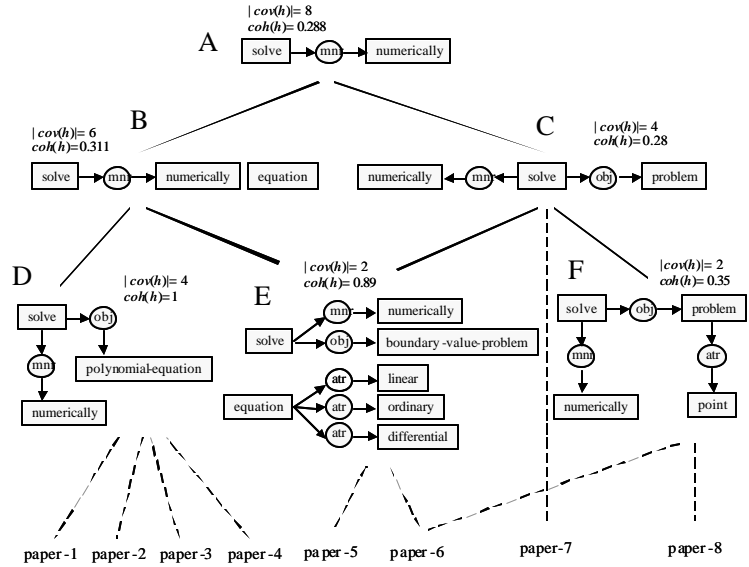 |cov(h)|= 8
coh(h)= 0.288
A
solve mnr numerically
B
|cov(h)|= 6
coh(h)=0.311
C
|cov(h)|= 4
coh(h)=0.28
solve mnr numerically equation
numerically mnr solve obj problem
D
|cov(h)|= 4
coh(h)=1
E
|cov(h)|= 2
coh(h)= 0.89
F
|cov(h)|= 2
coh(h)= 0.35
solve obj
mnr
polynomial-equation
numerically
mnr numerically
solve
obj boundary-value-problem
atr linear
equation
atr ordinary
atr differential
solve obj problem
mnr atr
numerically point
paper-1 paper-2 paper-3 paper-4 paper-5 paper-6 paper-7 paper-8